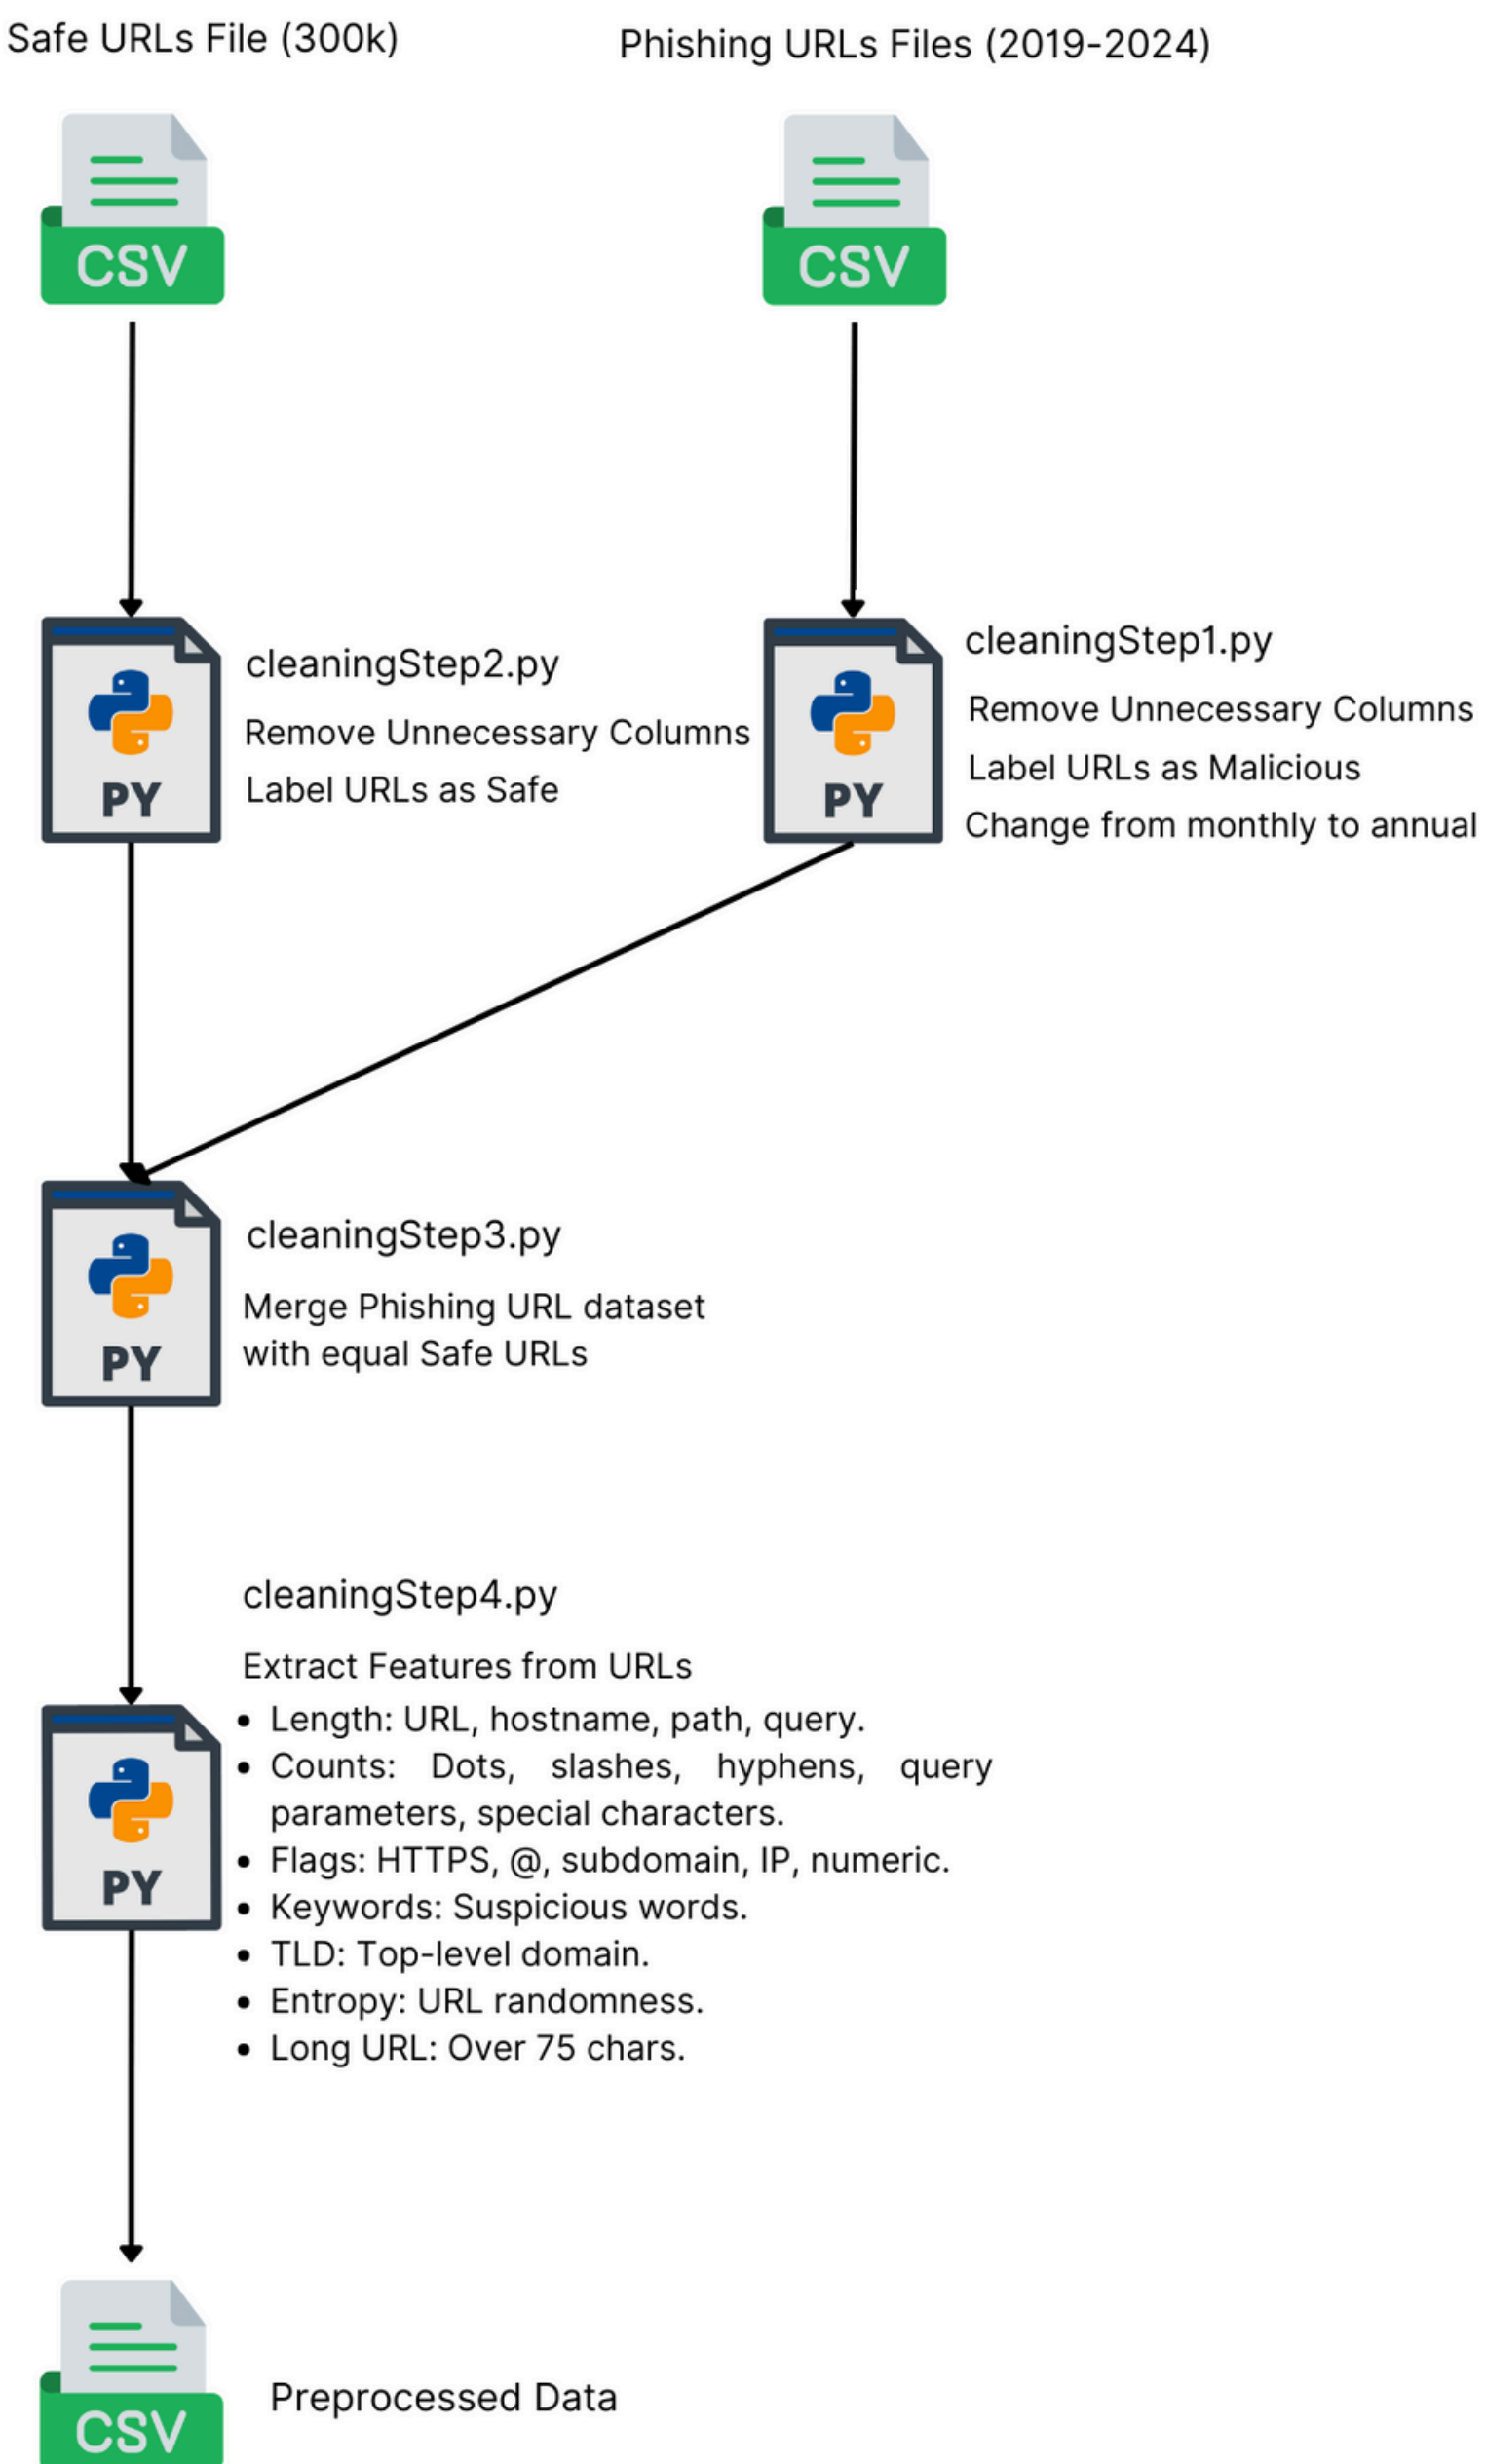 Safe URLs File (300k)
Phishing URLs Files (2019-2024)
CSV
CSV
cleaningStep2.py
Remove Unnecessary Columns
Label URLs as Safe
PY
cleaningStep1.py
Remove Unnecessary Columns
Label URLs as Malicious
Change from monthly to annual
PY
cleaningStep3.py
Merge Phishing URL dataset
with equal Safe URLs
PY
cleaningStep4.py
Extract Features from URLs
• Length: URL, hostname, path, query.
• Counts: Dots, slashes, hyphens, query
parameters, special characters.
• Flags: HTTPS, @, subdomain, IP, numeric.
• Keywords: Suspicious words.
• TLD: Top-level domain.
• Entropy: URL randomness.
• Long URL: Over 75 chars.
PY
Preprocessed Data
CSV